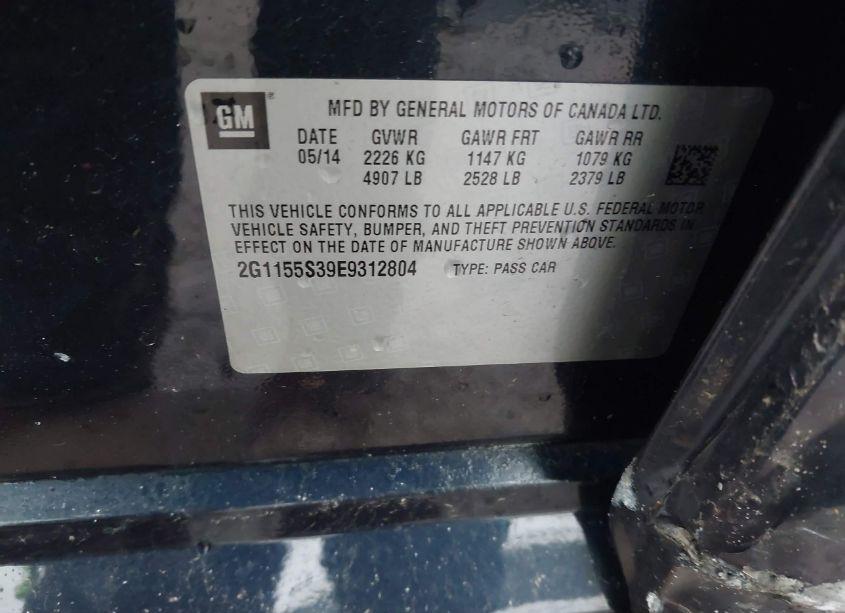 GM ® MFD BY GENERAL MOTORS OF CANADA LTD.
DATE GVWR GAWR FRT GAWR RR
05/14 2226 KG 1147 KG 1079 KG
4907 LB 2528 LB 2379 LB
THIS VEHICLE CONFORMS TO ALL APPLICABLE U.S. FEDERAL MOTOR
VEHICLE SAFETY, BUMPER, AND THEFT PREVENTION STANDARDS IN
EFFECT ON THE DATE OF MANUFACTURE SHOWN ABOVE.
2G1155S39E9312804 TYPE: PASS CAR